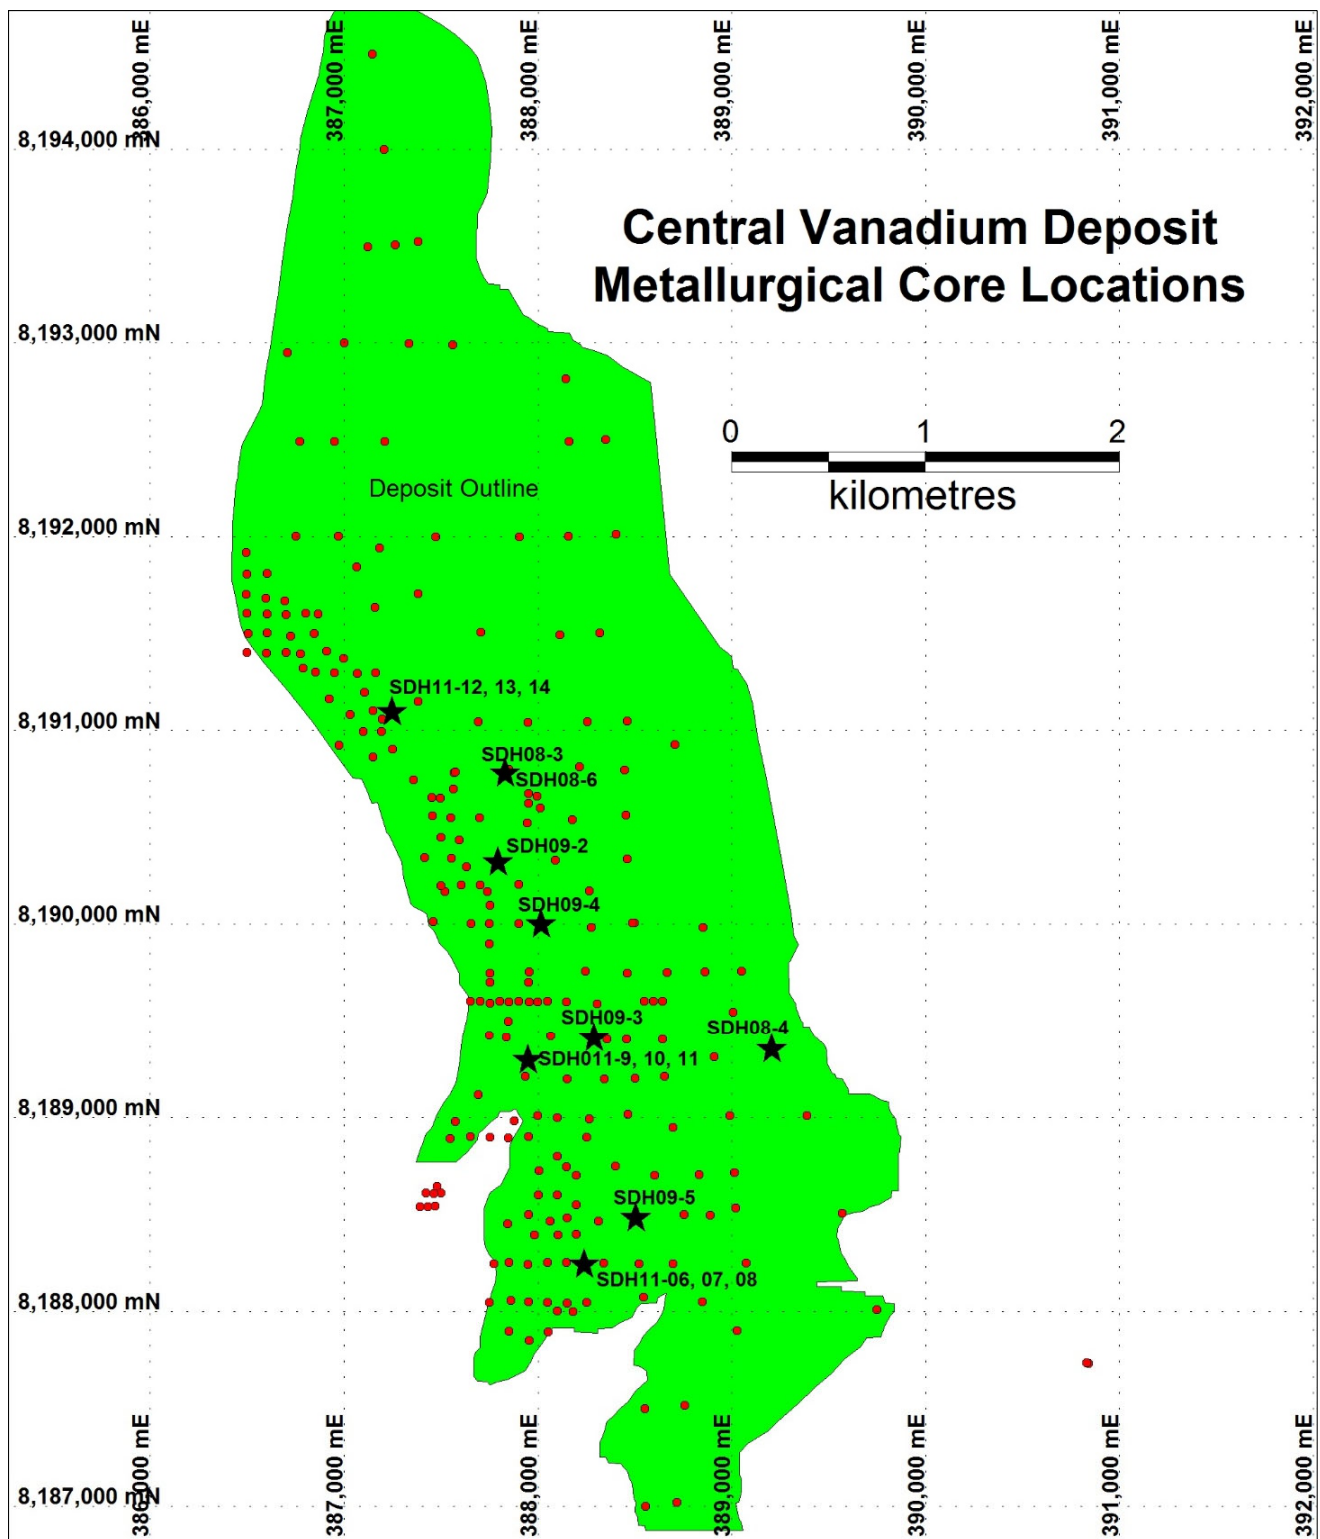 386,000 mE
387,000 mE
388,000 mE
389,000 mE
390,000 mE
391,000 mE
392,000 mE
8,194,000 mN
Central Vanadium Deposit
Metallurgical Core Locations
8,193,000 mN
0 1 2
kilometres
Deposit Outline
8,192,000 mN
SDH11-12, 13, 14
8,191,000 mN
SDH08-3
SDH08-6
SDH09-2
SDH09-4
8,190,000 mN
SDH09-3
SDH08-4
SDH011-9, 10, 11
8,189,000 mN
SDH09-5
SDH11-06, 07, 08
8,188,000 mN
8,187,000 mN
386,000 mE
387,000 mE
388,000 mE
389,000 mE
390,000 mE
391,000 mE
392,000 mE